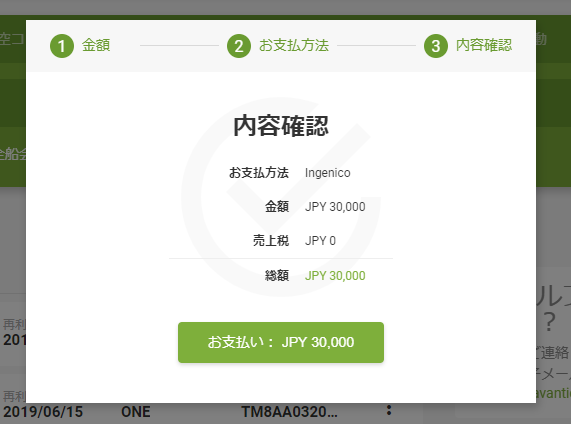 1 金額 2 お支払方法 3 内容確認
空コ
動
全船会
内容確認
お支払方法 Ingenico
金額 JPY 30,000
売上税 JPY 0
総額 JPY 30,000
お支払い： JPY 30,000
ルプ
？
ご連絡
チメール
avantic
再利
201
再利
2019/06/15 ONE TM8AA0320...